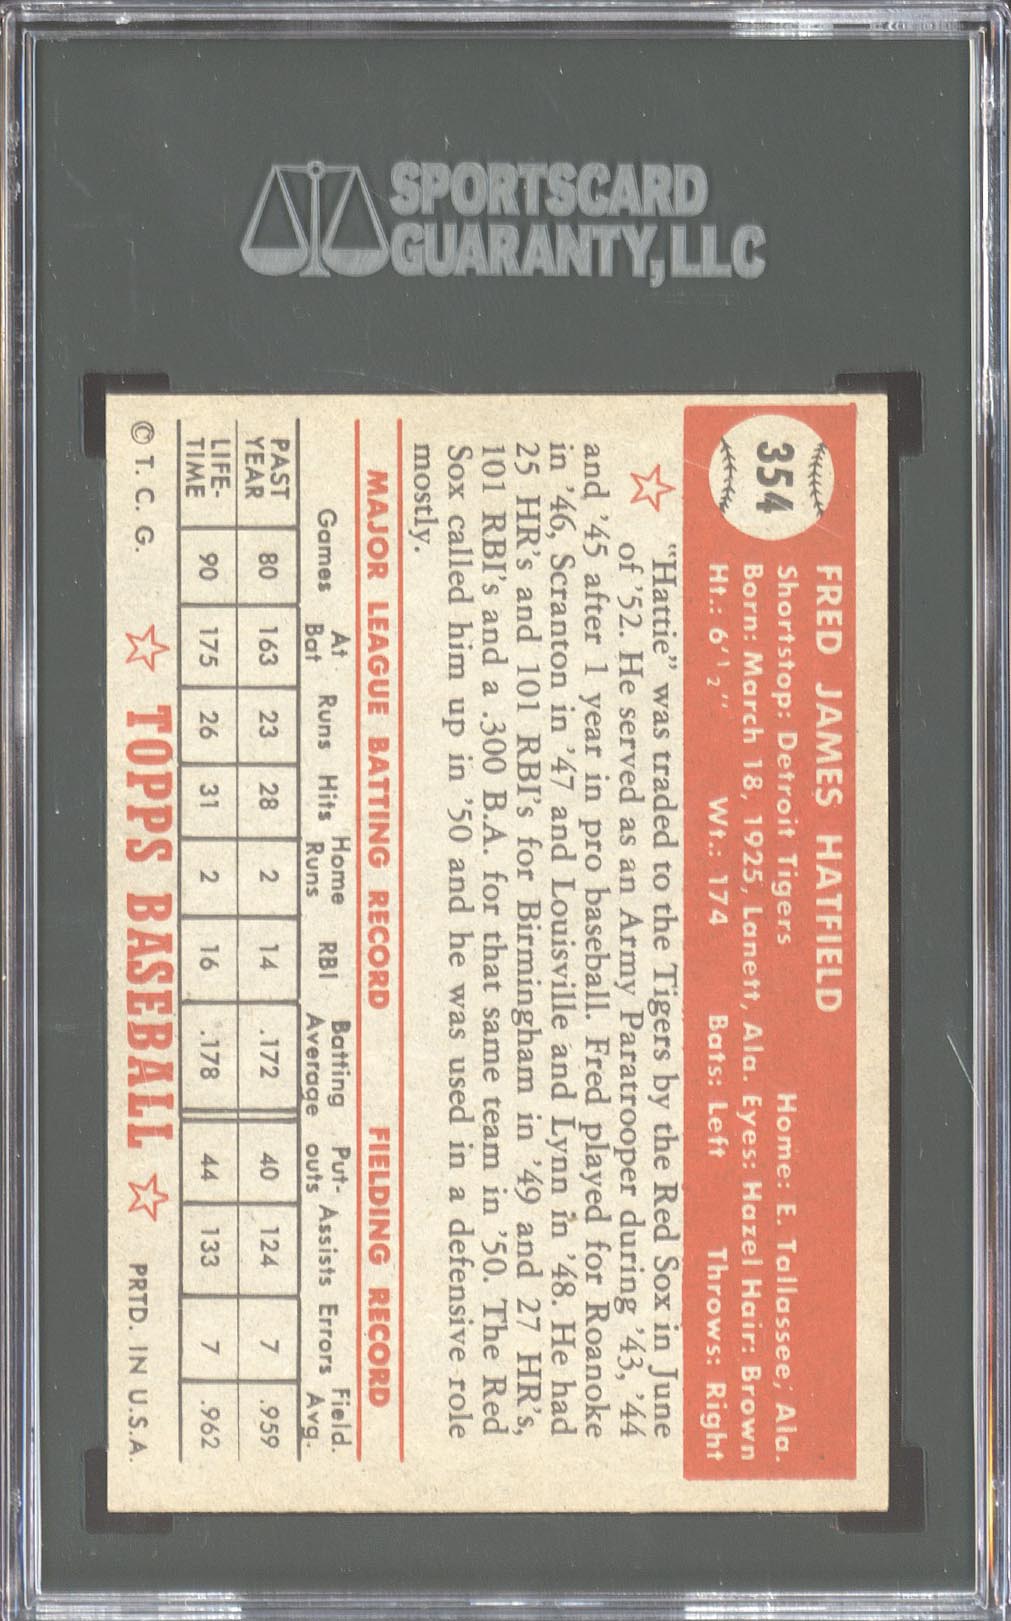 SPORTSCARD
GUARANTY, LLC
354
FRED JAMES HATFIELD
Shortstop: Detroit Tigers Home: E. Tallassee, Ala.
Born: March 18, 1925, Lanett, Ala. Eyes: Hazel Hair: Brown
Ht.: 6'½" Wt.: 174 Bats: Left Throws: Right
"Hattie" was traded to the Tigers by the Red Sox in June
of '52. He served as an Army Paratrooper during '43, '44
and '45 after 1 year in pro baseball. Fred played for Roanoke
in '46, Scranton in '47 and Louisville and Lynn in '48. He had
25 HR's and 101 RBI's for Birmingham in '49 and 27 HR's,
101 RBI's and a .300 B.A. for that same team in '50. The Red
Sox called him up in '50 and he was used in a defensive role
mostly.
MAJOR LEAGUE BATTING RECORD FIELDING RECORD
Games At Bat Runs Hits Home Runs RBI Batting Average Put-outs Assists Errors Field. Avg.
PAST YEAR 80 163 23 28 2 14 .172 40 124 7 .959
LIFE-TIME 90 175 26 31 2 16 .178 44 133 7 .962
© T. C. G. TOPPS BASEBALL PRTD. IN U.S.A.